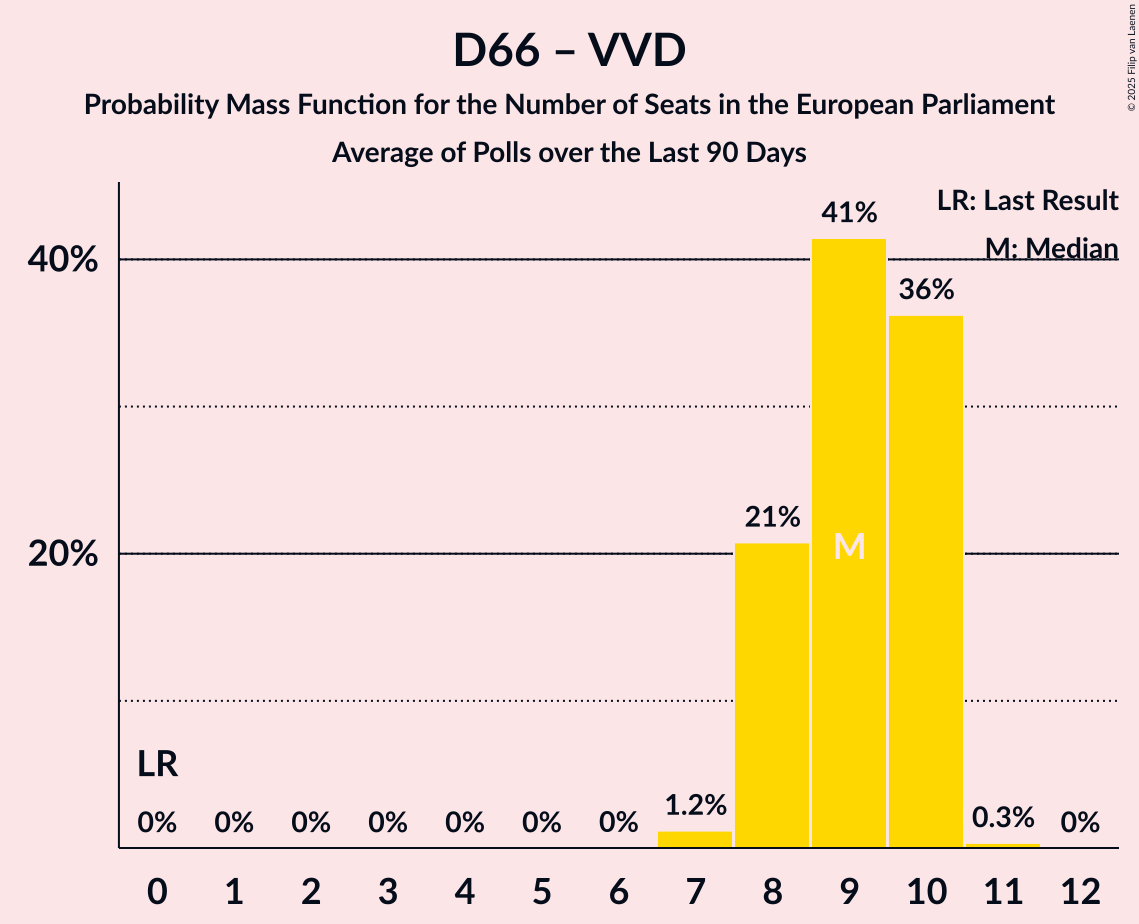 D66 – VVD
Probability Mass Function for the Number of Seats in the European Parliament
Average of Polls over the Last 90 Days
© 2025 Filip van Laenen
LR: Last Result
M: Median
40%
20%
41%
36%
21%
M
LR
0% 0% 0% 0% 0% 0% 0% 1.2% 0.3% 0%
0 1 2 3 4 5 6 7 8 9 10 11 12